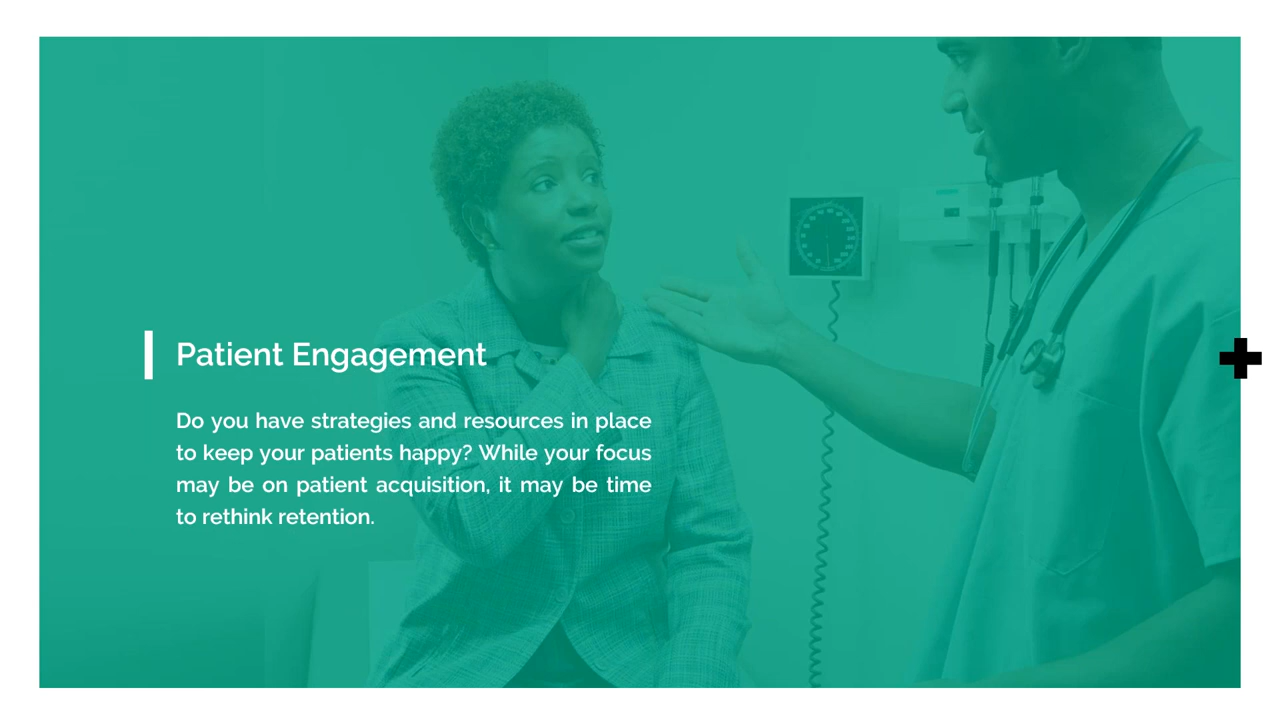 Patient Engagement
Do you have strategies and resources in place
to keep your patients happy? While your focus
may be on patient acquisition, it may be time
to rethink retention.